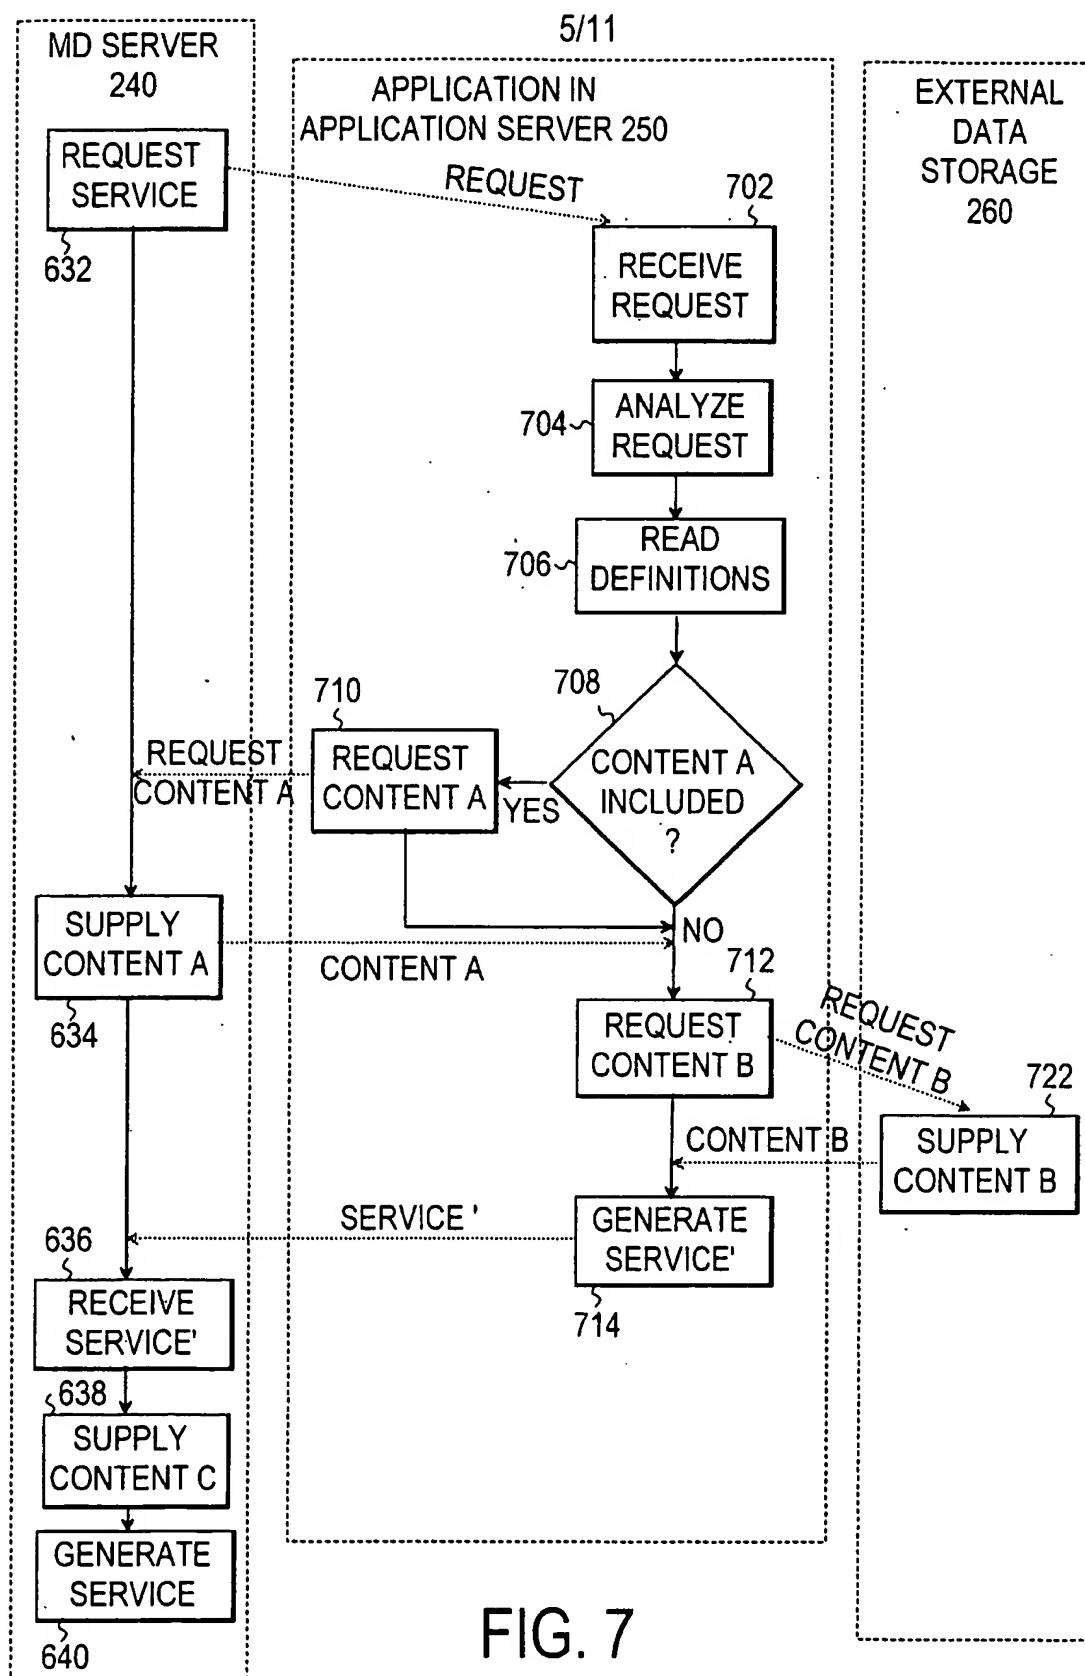 5/11
MD SERVER
240
APPLICATION IN
APPLICATION SERVER 250
EXTERNAL
DATA
STORAGE
260
REQUEST
SERVICE
632
REQUEST
702
RECEIVE
REQUEST
704
ANALYZE
REQUEST
706
READ
DEFINITIONS
708
CONTENT A
INCLUDED
?
YES
NO
710
REQUEST
CONTENT A
REQUEST
CONTENT A
SUPPLY
CONTENT A
634
CONTENT A
712
REQUEST
CONTENT B
REQUEST
CONTENT B
722
SUPPLY
CONTENT B
CONTENT B
GENERATE
SERVICE'
714
SERVICE '
636
RECEIVE
SERVICE'
638
SUPPLY
CONTENT C
GENERATE
SERVICE
640
FIG. 7